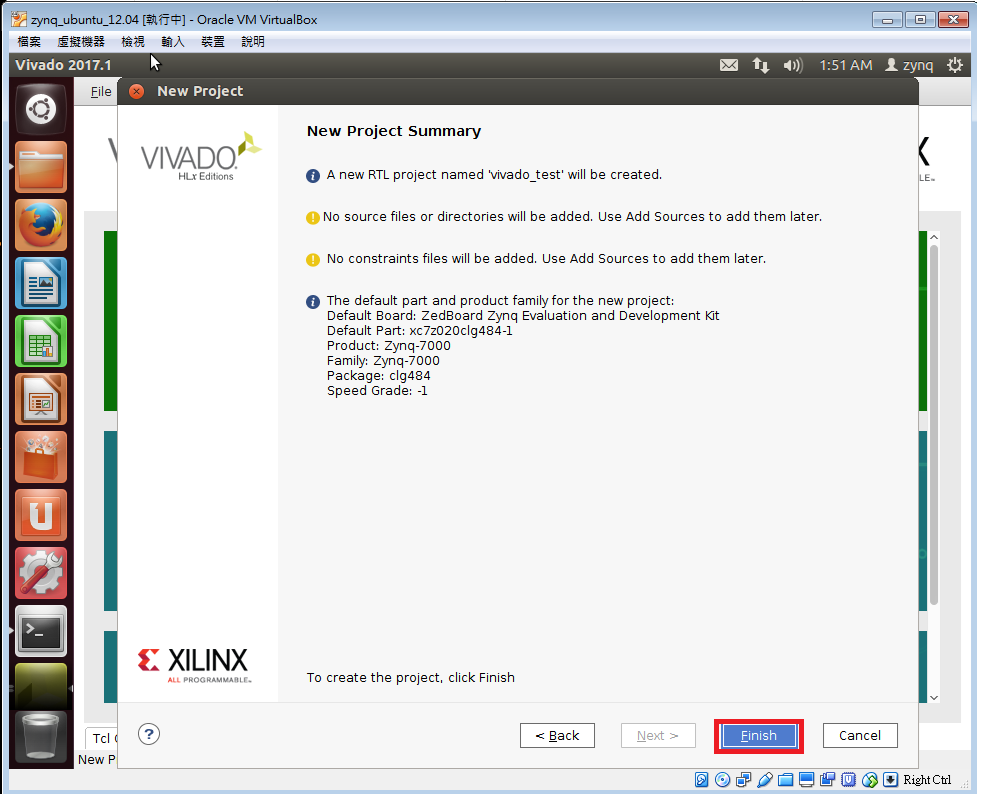 zynq_ubuntu_12.04 [執行中] - Oracle VM VirtualBox
檔案 虛擬機器 檢視 輸入 裝置 說明
Vivado 2017.1
1:51 AM
zynq
File
New Project
VIVADO
HLx Editions
New Project Summary
A new RTL project named 'vivado_test' will be created.
No source files or directories will be added. Use Add Sources to add them later.
No constraints files will be added. Use Add Sources to add them later.
The default part and product family for the new project:
Default Board: ZedBoard Zynq Evaluation and Development Kit
Default Part: xc7z020clg484-1
Product: Zynq-7000
Family: Zynq-7000
Package: clg484
Speed Grade: -1
XILINX
ALL PROGRAMMABLE™
To create the project, click Finish
Tcl
New P
? < Back Next > Finish Cancel
Right Ctrl